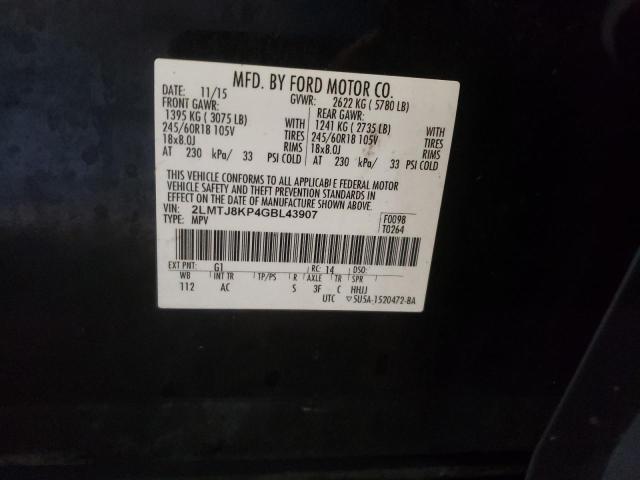 MFD. BY FORD MOTOR CO.
DATE: 11/15 GVWR: 2622 KG ( 5780 LB)
FRONT GAWR: REAR GAWR:
1395 KG ( 3075 LB) WITH 1241 KG ( 2735 LB) WITH
245/60R18 105V TIRES 245/60R18 105V TIRES
18x8.0J RIMS 18x8.0J RIMS
AT 230 kPa/ 33 PSI COLD AT 230 kPa/ 33 PSI COLD
THIS VEHICLE CONFORMS TO ALL APPLICABLE FEDERAL MOTOR
VEHICLE SAFETY AND THEFT PREVENTION STANDARDS IN
EFFECT ON THE DATE OF MANUFACTURE SHOWN ABOVE.
VIN: 2LMTJ8KP4GBL43907 F0098
TYPE: MPV T0264
EXT PNT: G1 RC: 14 DSO:
WB INT TR TP/PS R AXLE TR SPR
112 AC S 3F C HHJJ
UTC 5U5A-1520472-BA